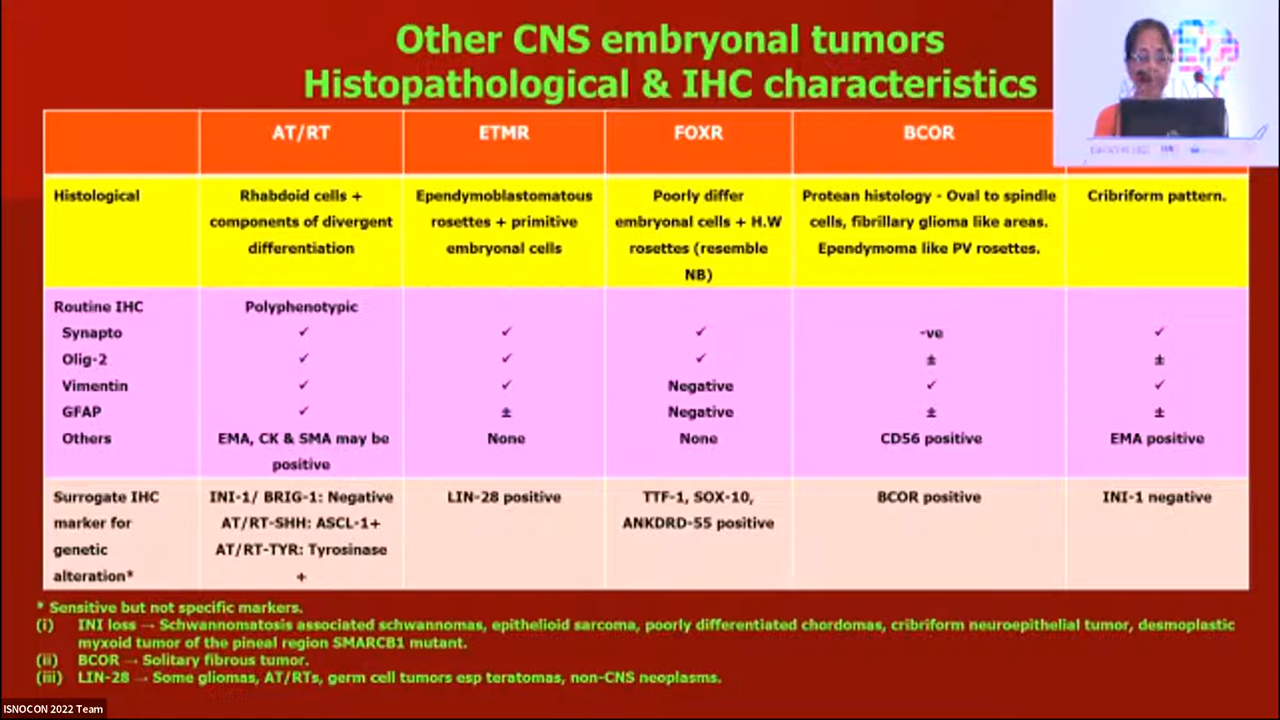 Other CNS embryonal tumors
Histopathological & IHC characteristics
AT/RT
ETMR
FOXR
BCOR
Histological
Rhabdoid cells +
components of divergent
differentiation
Ependymoblastomatous
rosettes + primitive
embryonal cells
Poorly differ
embryonal cells + H.W
rosettes (resemble
NB)
Protean histology - Oval to spindle
cells, fibrillary glioma like areas.
Ependymoma like PV rosettes.
Cribriform pattern.
Routine IHC
Polyphenotypic
Synapto ✓ ✓ ✓ -ve ✓
Olig-2 ✓ ✓ ✓ ± ±
Vimentin ✓ ✓ Negative ✓ ✓
GFAP ✓ ± Negative ± ±
Others
EMA, CK & SMA may be
positive
None
None
CD56 positive
EMA positive
Surrogate IHC
marker for
genetic
alteration*
INI-1/ BRIG-1: Negative
AT/RT-SHH: ASCL-1+
AT/RT-TYR: Tyrosinase
+
LIN-28 positive
TTF-1, SOX-10,
ANKDRD-55 positive
BCOR positive
INI-1 negative
* Sensitive but not specific markers.
(i) INI loss → Schwannomatosis associated schwannomas, epithelioid sarcoma, poorly differentiated chordomas, cribriform neuroepithelial tumor, desmoplastic
myxoid tumor of the pineal region SMARCB1 mutant.
(ii) BCOR → Solitary fibrous tumor.
(iii) LIN-28 → Some gliomas, AT/RTs, germ cell tumors esp teratomas, non-CNS neoplasms.
ISNOCON 2022 Team